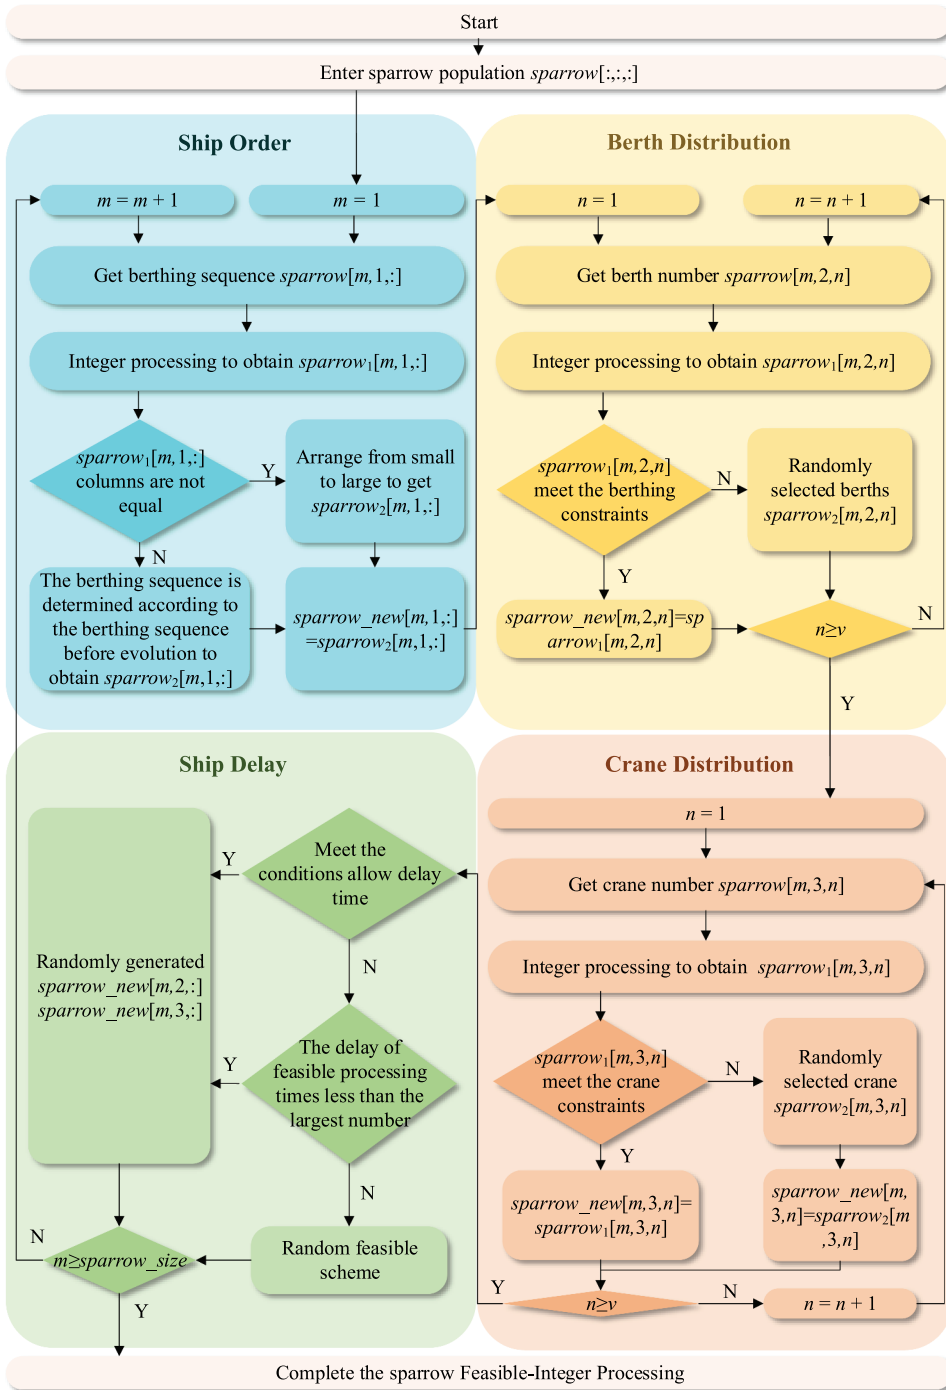 Start
Enter sparrow population sparrow[:,:,:]
Ship Order
m = m + 1
m = 1
Get berthing sequence sparrow[m,1,:]
Integer processing to obtain sparrow₁[m,1,:]
sparrow₁[m,1,:]
columns are not
equal
Y
Arrange from small
to large to get
sparrow₂[m,1,:]
N
The berthing sequence is
determined according to
the berthing sequence
before evolution to
obtain sparrow₂[m,1,:]
sparrow_new[m,1,:]
=sparrow₂[m,1,:]
Berth Distribution
n = 1
n = n + 1
Get berth number sparrow[m,2,n]
Integer processing to obtain sparrow₁[m,2,n]
sparrow₁[m,2,n]
meet the berthing
constraints
N
Randomly
selected berths
sparrow₂[m,2,n]
Y
sparrow_new[m,2,n]=sp
arrow₁[m,2,n]
n≥v
N
Y
Ship Delay
Meet the
conditions allow delay
time
Y
N
Randomly generated
sparrow_new[m,2,:]
sparrow_new[m,3,:]
The delay of
feasible processing
times less than the
largest number
Y
N
Random feasible
scheme
m≥sparrow_size
N
Y
Crane Distribution
n = 1
Get crane number sparrow[m,3,n]
Integer processing to obtain sparrow₁[m,3,n]
sparrow₁[m,3,n]
meet the crane
constraints
N
Randomly
selected crane
sparrow₂[m,3,n]
Y
sparrow_new[m,3,n]=
sparrow₁[m,3,n]
sparrow_new[m,
3,n]=sparrow₂[m
,3,n]
Y
n≥v
N
n = n + 1
Complete the sparrow Feasible-Integer Processing